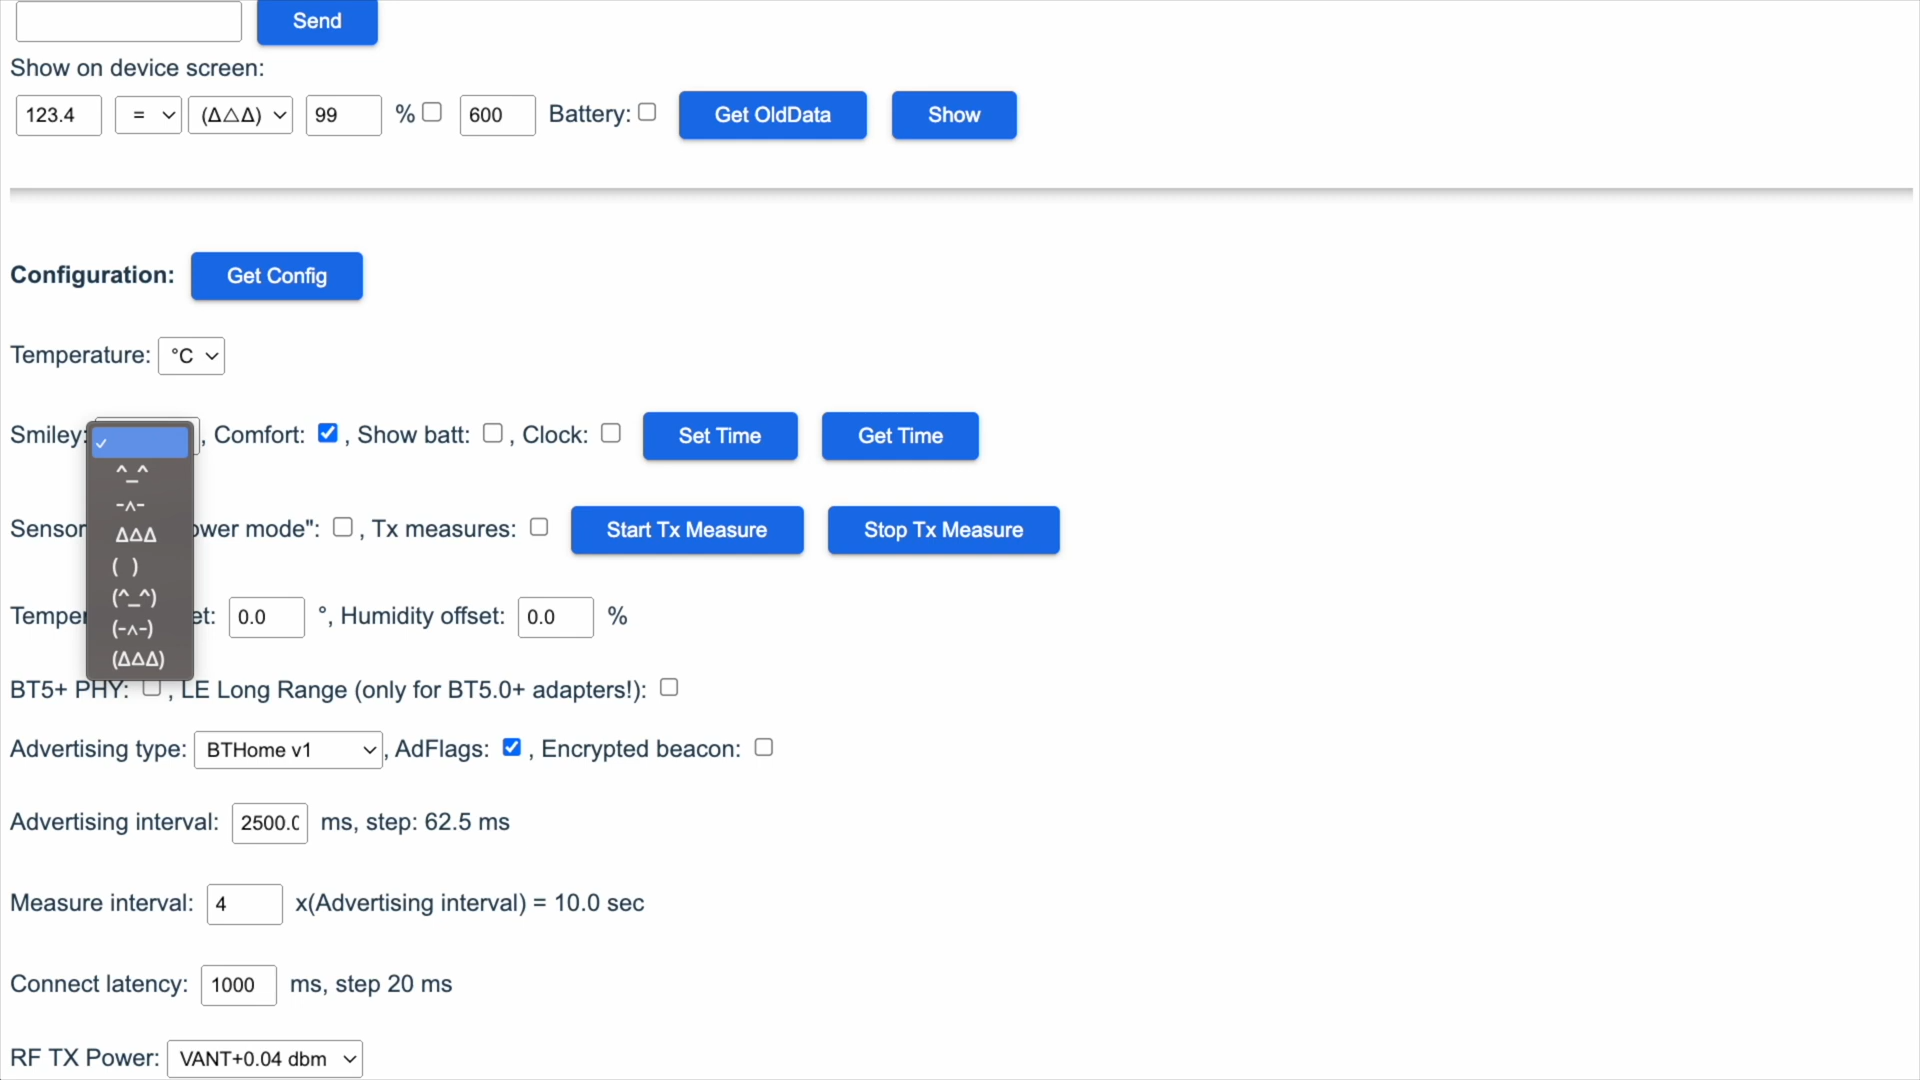 Send
Show on device screen:
123.4 = (Δ△Δ) 99 % 600 Battery: Get OldData Show
Configuration: Get Config
Temperature: °C
Smiley: , Comfort: , Show batt: , Clock: Set Time Get Time
^_^
-^-
Δ△Δ
( )
(^_^)
(-^-)
(Δ△Δ)
Sensor ower mode": , Tx measures: Start Tx Measure Stop Tx Measure
Temper et: 0.0 °, Humidity offset: 0.0 %
BT5+ PHY: , LE Long Range (only for BT5.0+ adapters!):
Advertising type: BTHome v1 , AdFlags: , Encrypted beacon:
Advertising interval: 2500.0 ms, step: 62.5 ms
Measure interval: 4 x(Advertising interval) = 10.0 sec
Connect latency: 1000 ms, step 20 ms
RF TX Power: VANT+0.04 dbm